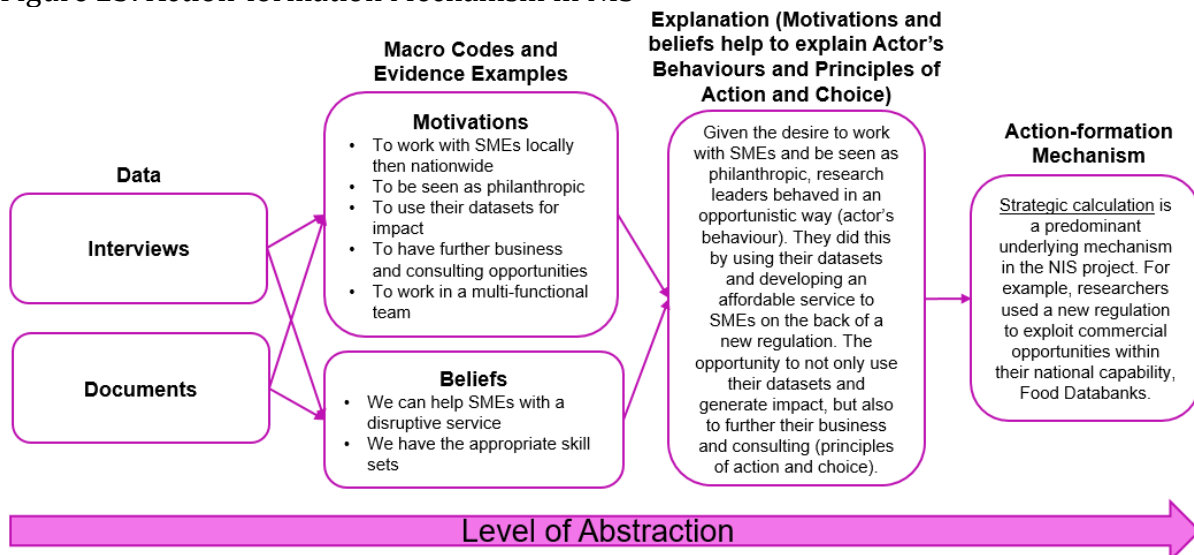 Figure Action-formation Mechanism in NIS
Data
Interviews
Documents
Macro Codes and
Evidence Examples
Motivations
• To work with SMEs locally
then nationwide
• To be seen as philanthropic
• To use their datasets for
impact
• To have further business
and consulting opportunities
• To work in a multi-functional
team
Beliefs
• We can help SMEs with a
disruptive service
• We have the appropriate skill
sets
Explanation (Motivations and
beliefs help to explain Actor's
Behaviours and Principles of
Action and Choice)
Given the desire to work
with SMEs and be seen as
philanthropic, research
leaders behaved in an
opportunistic way (actor's
behaviour). They did this
by using their datasets
and developing an
affordable service to
SMEs on the back of a
new regulation. The
opportunity to not only use
their datasets and
generate impact, but also
to further their business
and consulting (principles
of action and choice).
Action-formation
Mechanism
Strategic calculation is
a predominant
underlying mechanism
in the NIS project. For
example, researchers
used a new regulation
to exploit commercial
opportunities within
their national capability,
Food Databanks.
Level of Abstraction